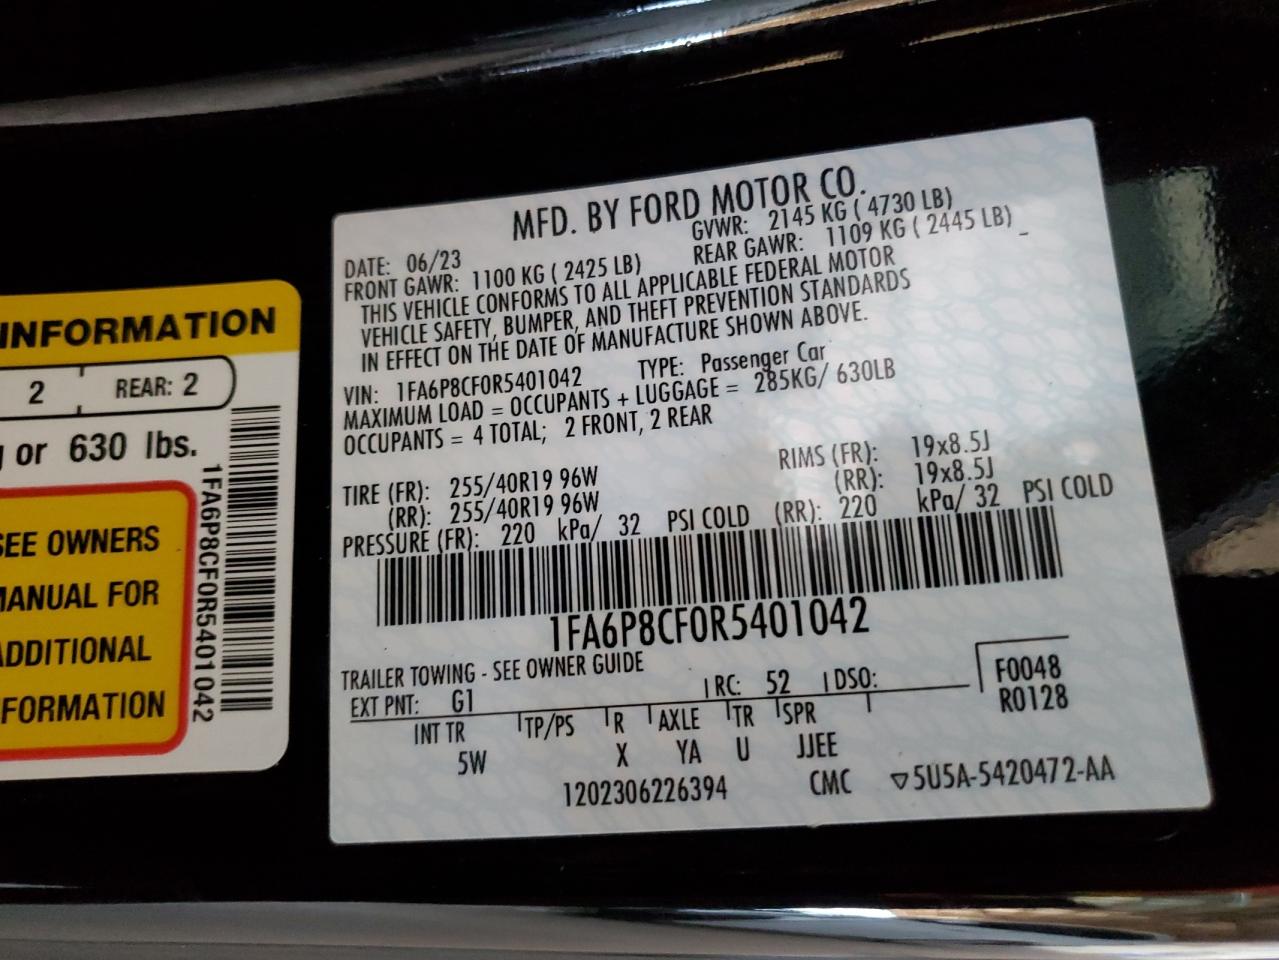 INFORMATION
2 REAR: 2
or 630 lbs.
SEE OWNERS
MANUAL FOR
ADDITIONAL
FORMATION
1FA6P8CF0R5401042
MFD. BY FORD MOTOR CO.
DATE: 06/23 GVWR: 2145 KG ( 4730 LB)
FRONT GAWR: 1100 KG ( 2425 LB) REAR GAWR: 1109 KG ( 2445 LB) _
THIS VEHICLE CONFORMS TO ALL APPLICABLE FEDERAL MOTOR
VEHICLE SAFETY, BUMPER, AND THEFT PREVENTION STANDARDS
IN EFFECT ON THE DATE OF MANUFACTURE SHOWN ABOVE.
VIN: 1FA6P8CF0R5401042 TYPE: Passenger Car
MAXIMUM LOAD = OCCUPANTS + LUGGAGE = 285KG/ 630LB
OCCUPANTS = 4 TOTAL; 2 FRONT, 2 REAR
TIRE (FR): 255/40R19 96W RIMS (FR): 19x8.5J
(RR): 255/40R19 96W (RR): 19x8.5J
PRESSURE (FR): 220 kPa/ 32 PSI COLD (RR): 220 kPa/ 32 PSI COLD
1FA6P8CF0R5401042
TRAILER TOWING - SEE OWNER GUIDE
EXT PNT: G1 RC: 52 DSO: F0048
R0128
INT TR TP/PS R AXLE TR SPR
5W X YA U JJEE
1202306226394 CMC ▽5U5A-5420472-AA